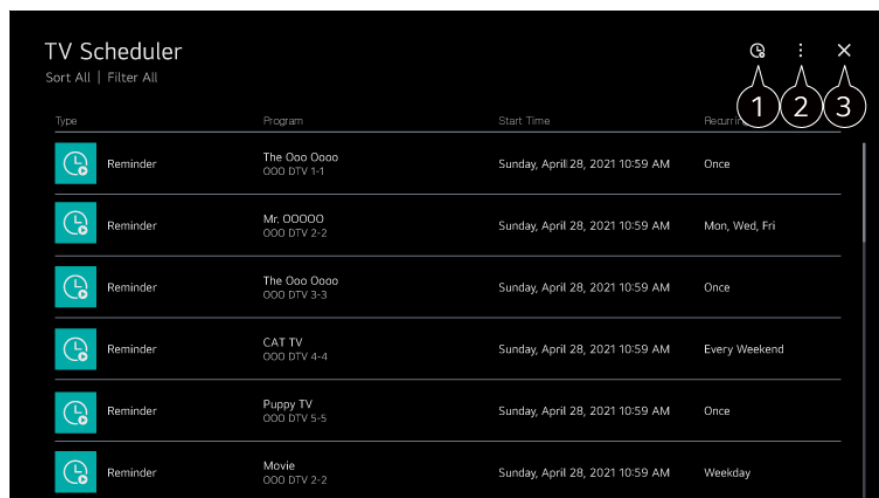 TV Scheduler
Sort All | Filter All
1 2 3
Type Program Start Time
Reminder The Ooo Oooo Sunday, April 28, 2021 10:59 AM Once
OOO DTV 1-1
Reminder Mr. OOOOO Sunday, April 28, 2021 10:59 AM Mon, Wed, Fri
OOO DTV 2-2
Reminder The Ooo Oooo Sunday, April 28, 2021 10:59 AM Once
OOO DTV 3-3
Reminder CAT TV Sunday, April 28, 2021 10:59 AM Every Weekend
OOO DTV 4-4
Reminder Puppy TV Sunday, April 28, 2021 10:59 AM Once
OOO DTV 5-5
Reminder Movie Sunday, April 28, 2021 10:59 AM Weekday
OOO DTV 2-2